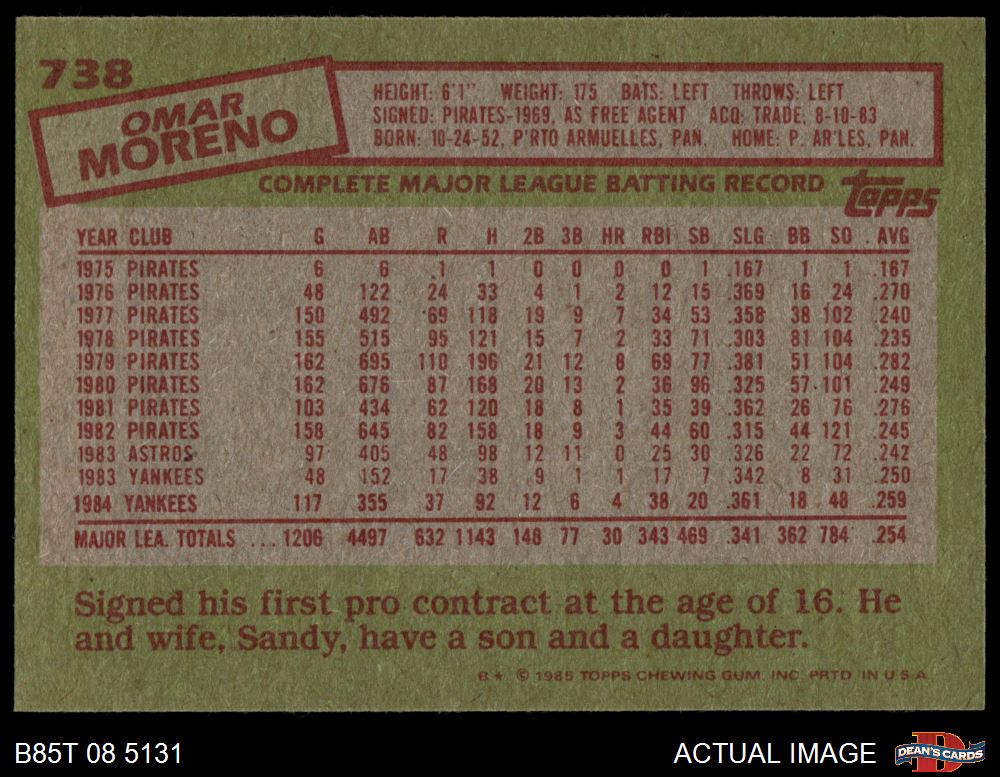 738
OMAR
MORENO
HEIGHT: 6'1" WEIGHT: 175 BATS: LEFT THROWS: LEFT
SIGNED: PIRATES-1969, AS FREE AGENT ACQ: TRADE, 8-10-83
BORN: 10-24-52, P'RTO ARMUELLES, PAN. HOME: P. AR'LES, PAN.
COMPLETE MAJOR LEAGUE BATTING RECORD
topps
YEAR CLUB G AB R H 2B 3B HR RBI SB SLG BB SO AVG
1975 PIRATES 6 6 1 1 0 0 0 0 1 .167 1 1 .167
1976 PIRATES 48 122 24 33 4 1 2 12 15 .369 16 24 .270
1977 PIRATES 150 492 69 118 19 9 7 34 53 .358 38 102 .240
1978 PIRATES 155 515 95 121 15 7 2 33 71 .303 81 104 .235
1979 PIRATES 162 695 110 196 21 12 8 69 77 .381 51 104 .282
1980 PIRATES 162 676 87 168 20 13 2 36 96 .325 57 101 .249
1981 PIRATES 103 434 62 120 18 8 1 35 39 .362 26 76 .276
1982 PIRATES 158 645 82 158 18 9 3 44 60 .315 44 121 .245
1983 ASTROS 97 405 48 98 12 11 0 25 30 .326 22 72 .242
1983 YANKEES 48 152 17 38 9 1 1 17 7 .342 8 31 .250
1984 YANKEES 117 355 37 92 12 6 4 38 20 .361 18 48 .259
MAJOR LEA. TOTALS ... 1206 4497 632 1143 148 77 30 343 469 .341 362 784 .254
Signed his first pro contract at the age of 16. He
and wife, Sandy, have a son and a daughter.
B★ © 1985 TOPPS CHEWING GUM, INC. PRTD IN U S A
B85T 08 5131 ACTUAL IMAGE
D
DEAN'S CARDS